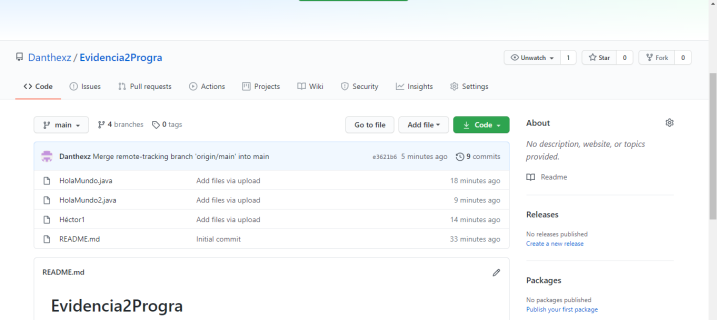 Danthexz / Evidencia2Progra
Unwatch 1 Star 0 Fork 0
Code Issues Pull requests Actions Projects Wiki Security Insights Settings
main 4 branches 0 tags Go to file Add file Code
Danthexz Merge remote-tracking branch 'origin/main' into main e3621b6 5 minutes ago 9 commits
HolaMundo.java Add files via upload 18 minutes ago
HolaMundo2.java Add files via upload 9 minutes ago
Héctor1 Add files via upload 14 minutes ago
README.md Initial commit 33 minutes ago
README.md
Evidencia2Progra
About
No description, website, or topics
provided.
Readme
Releases
No releases published
Create a new release
Packages
No packages published
Publish your first package